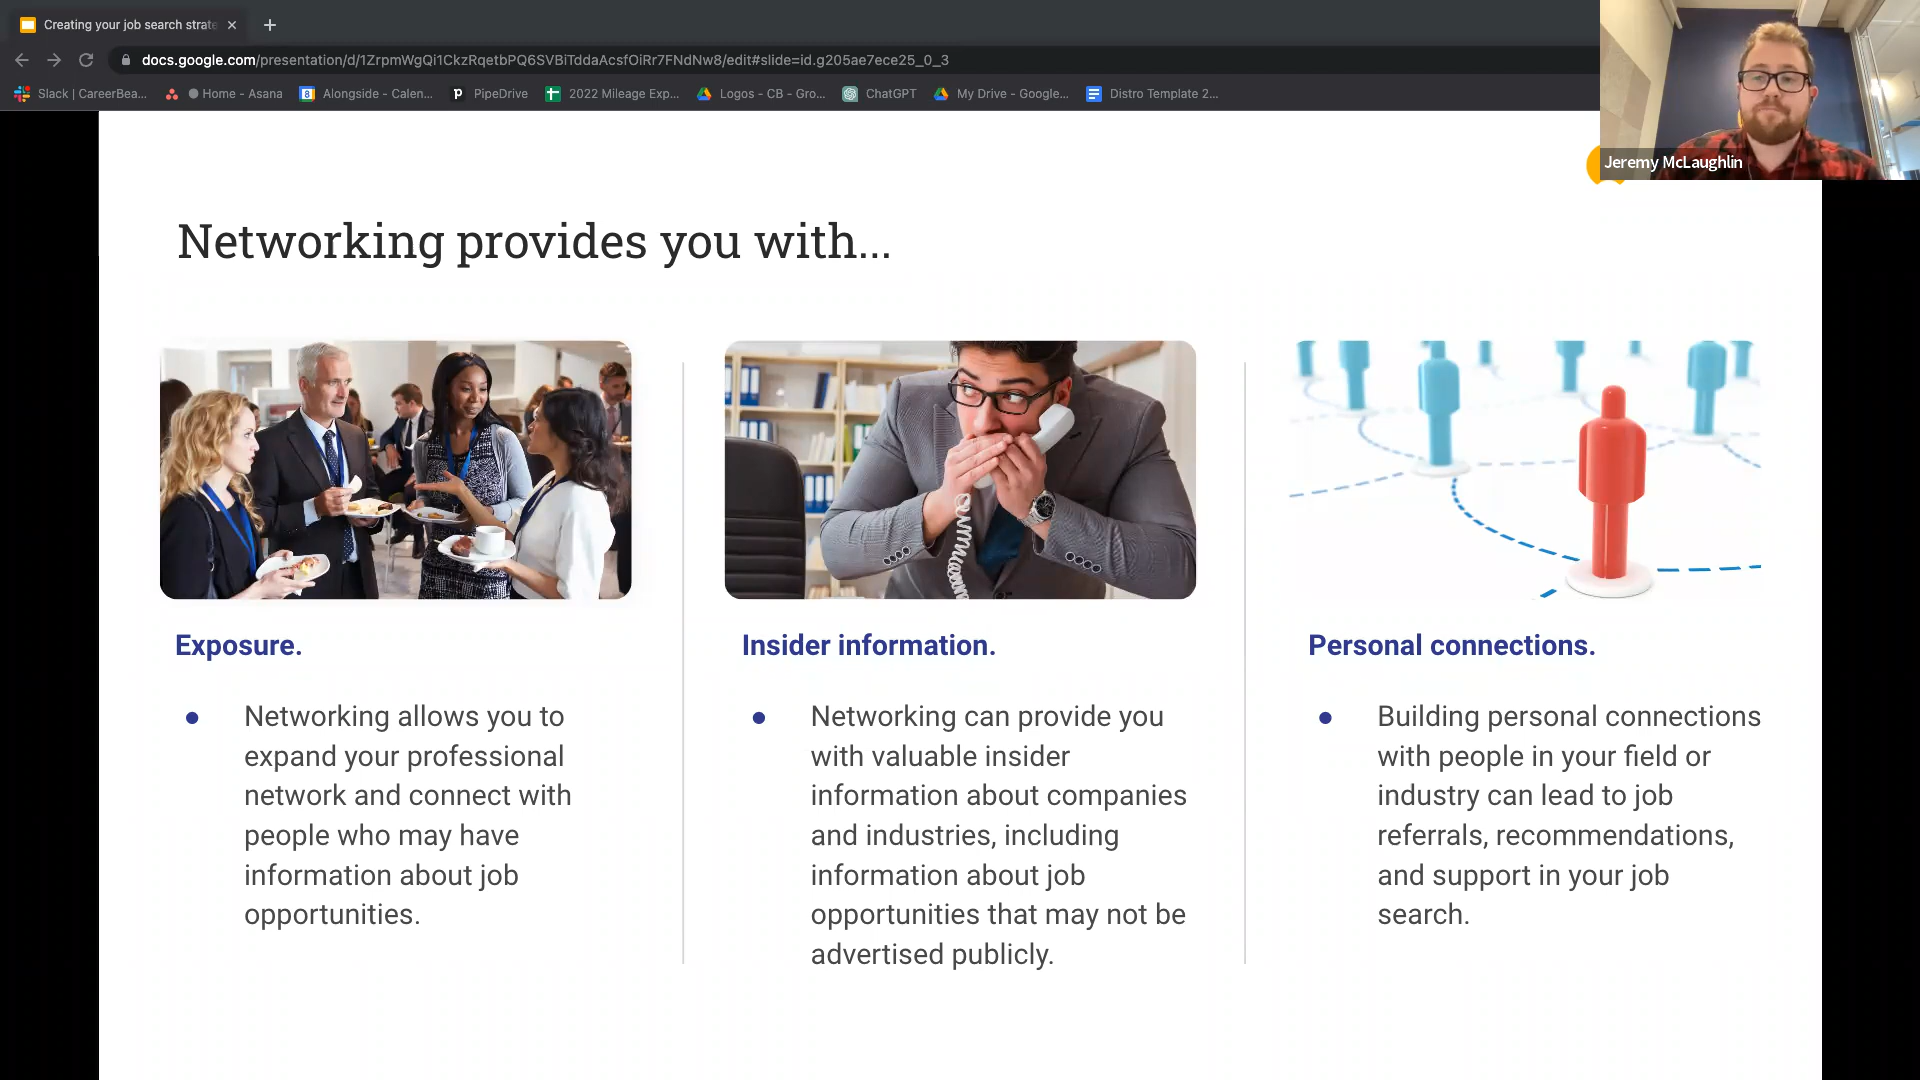 Creating your job search strate
docs.google.com/presentation/d/1ZrpmWgQi1CkzRqetbPQ6SVBiTddaAcsfOiRr7FNdNw8/edit#slide=id.g205ae7ece25_0_3
Slack | CareerBea...
Home - Asana
8
Alongside - Calen...
p
PipeDrive
2022 Mileage Exp...
Logos - CB - Gro...
ChatGPT
My Drive - Google...
Distro Template 2...
Jeremy McLaughlin
Networking provides you with...
Exposure.
● Networking allows you to
expand your professional
network and connect with
people who may have
information about job
opportunities.
Insider information.
● Networking can provide you
with valuable insider
information about companies
and industries, including
information about job
opportunities that may not be
advertised publicly.
Personal connections.
● Building personal connections
with people in your field or
industry can lead to job
referrals, recommendations,
and support in your job
search.